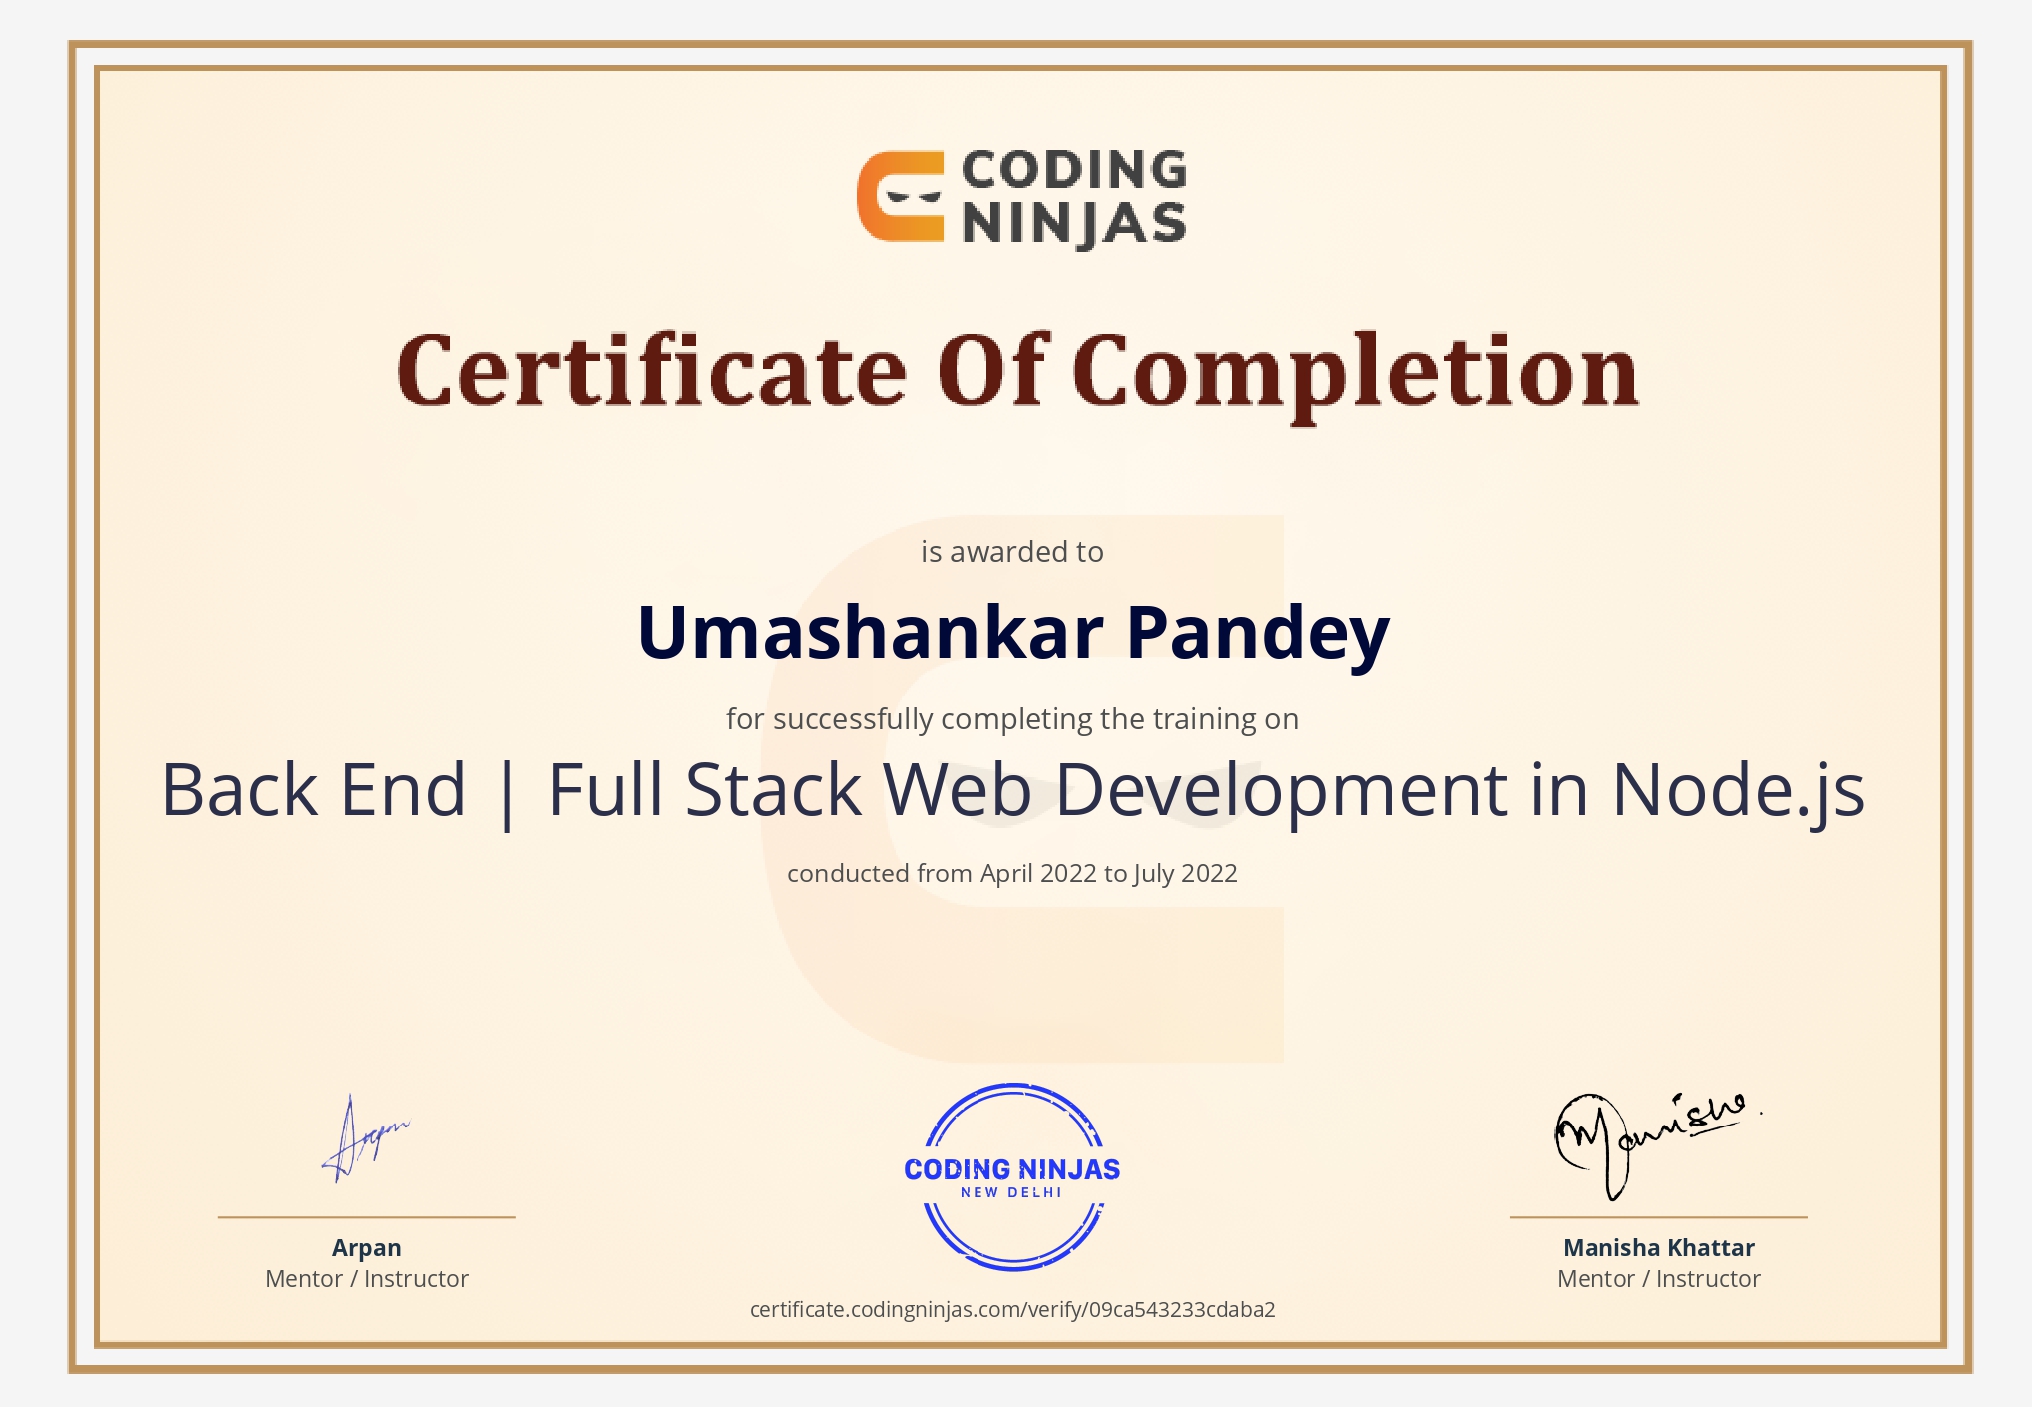 CODING
NINJAS
Certificate Of Completion
is awarded to
Umashankar Pandey
for successfully completing the training on
Back End | Full Stack Web Development in Node.js
conducted from April 2022 to July 2022
Arpan
Manisha
CODING NINJAS
NEW DELHI
Arpan
Mentor / Instructor
Manisha Khattar
Mentor / Instructor
certificate.codingninjas.com/verify/09ca543233cdaba2